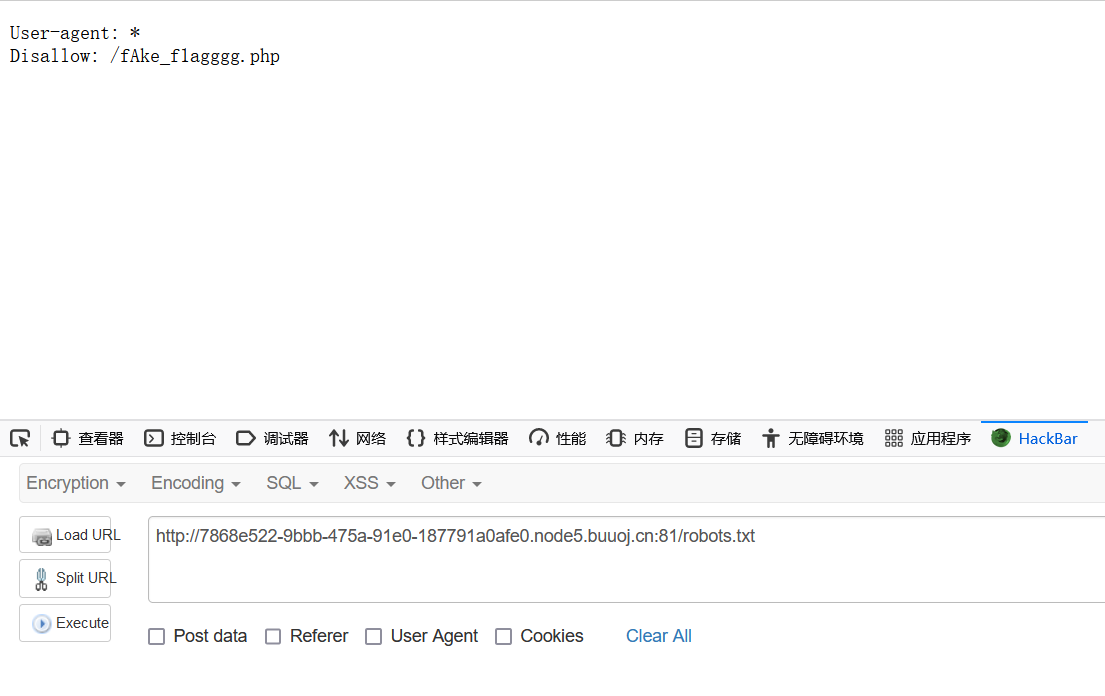 User-agent: *
Disallow: /fAke_f1agggg.php
查看器 控制台 调试器 网络 样式编辑器 性能 内存 存储 无障碍环境 应用程序 HackBar
Encryption Encoding SQL XSS Other
Load URL
http://7868e522-9bbb-475a-91e0-187791a0afe0.node5.buuoj.cn:81/robots.txt
Split URL
Execute
Post data Referer User Agent Cookies Clear All